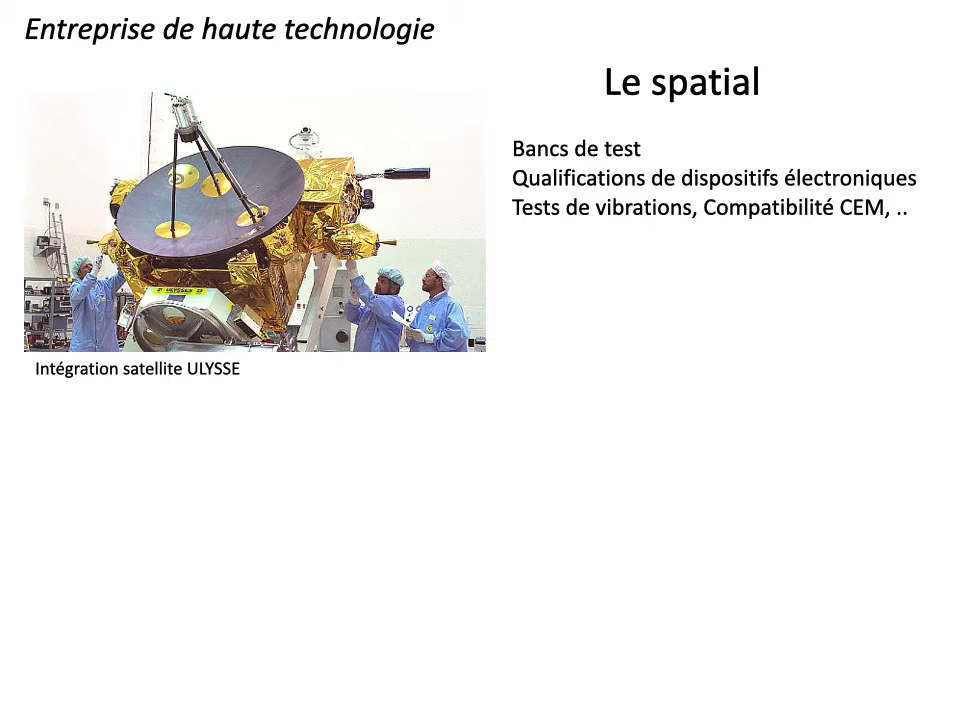 Entreprise de haute technologie
Le spatial
Bancs de test
Qualifications de dispositifs électroniques
Tests de vibrations, Compatibilité CEM, ..
ULYSSES
Intégration satellite ULYSSE